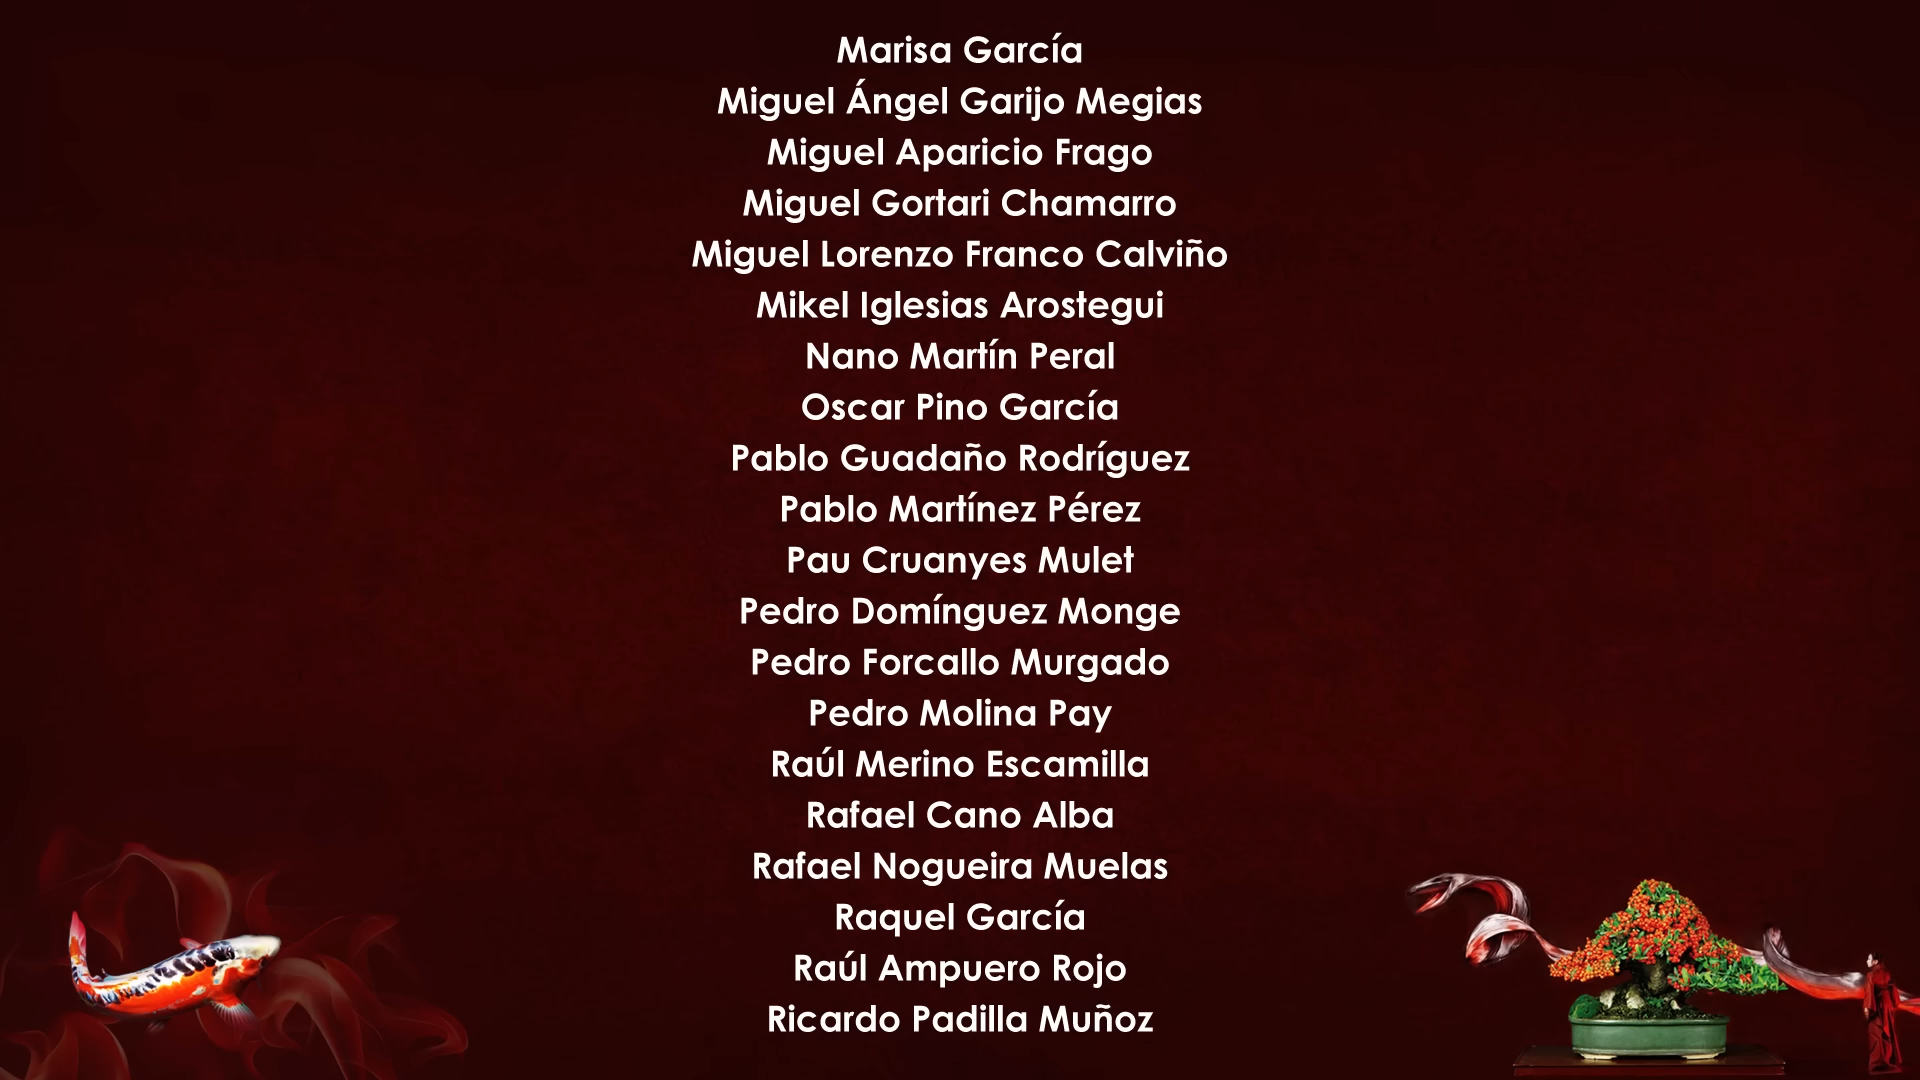 Marisa García
Miguel Ángel Garijo Megias
Miguel Aparicio Frago
Miguel Gortari Chamarro
Miguel Lorenzo Franco Calviño
Mikel Iglesias Arostegui
Nano Martín Peral
Oscar Pino García
Pablo Guadaño Rodríguez
Pablo Martínez Pérez
Pau Cruanyes Mulet
Pedro Domínguez Monge
Pedro Forcallo Murgado
Pedro Molina Pay
Raúl Merino Escamilla
Rafael Cano Alba
Rafael Nogueira Muelas
Raquel García
Raúl Ampuero Rojo
Ricardo Padilla Muñoz